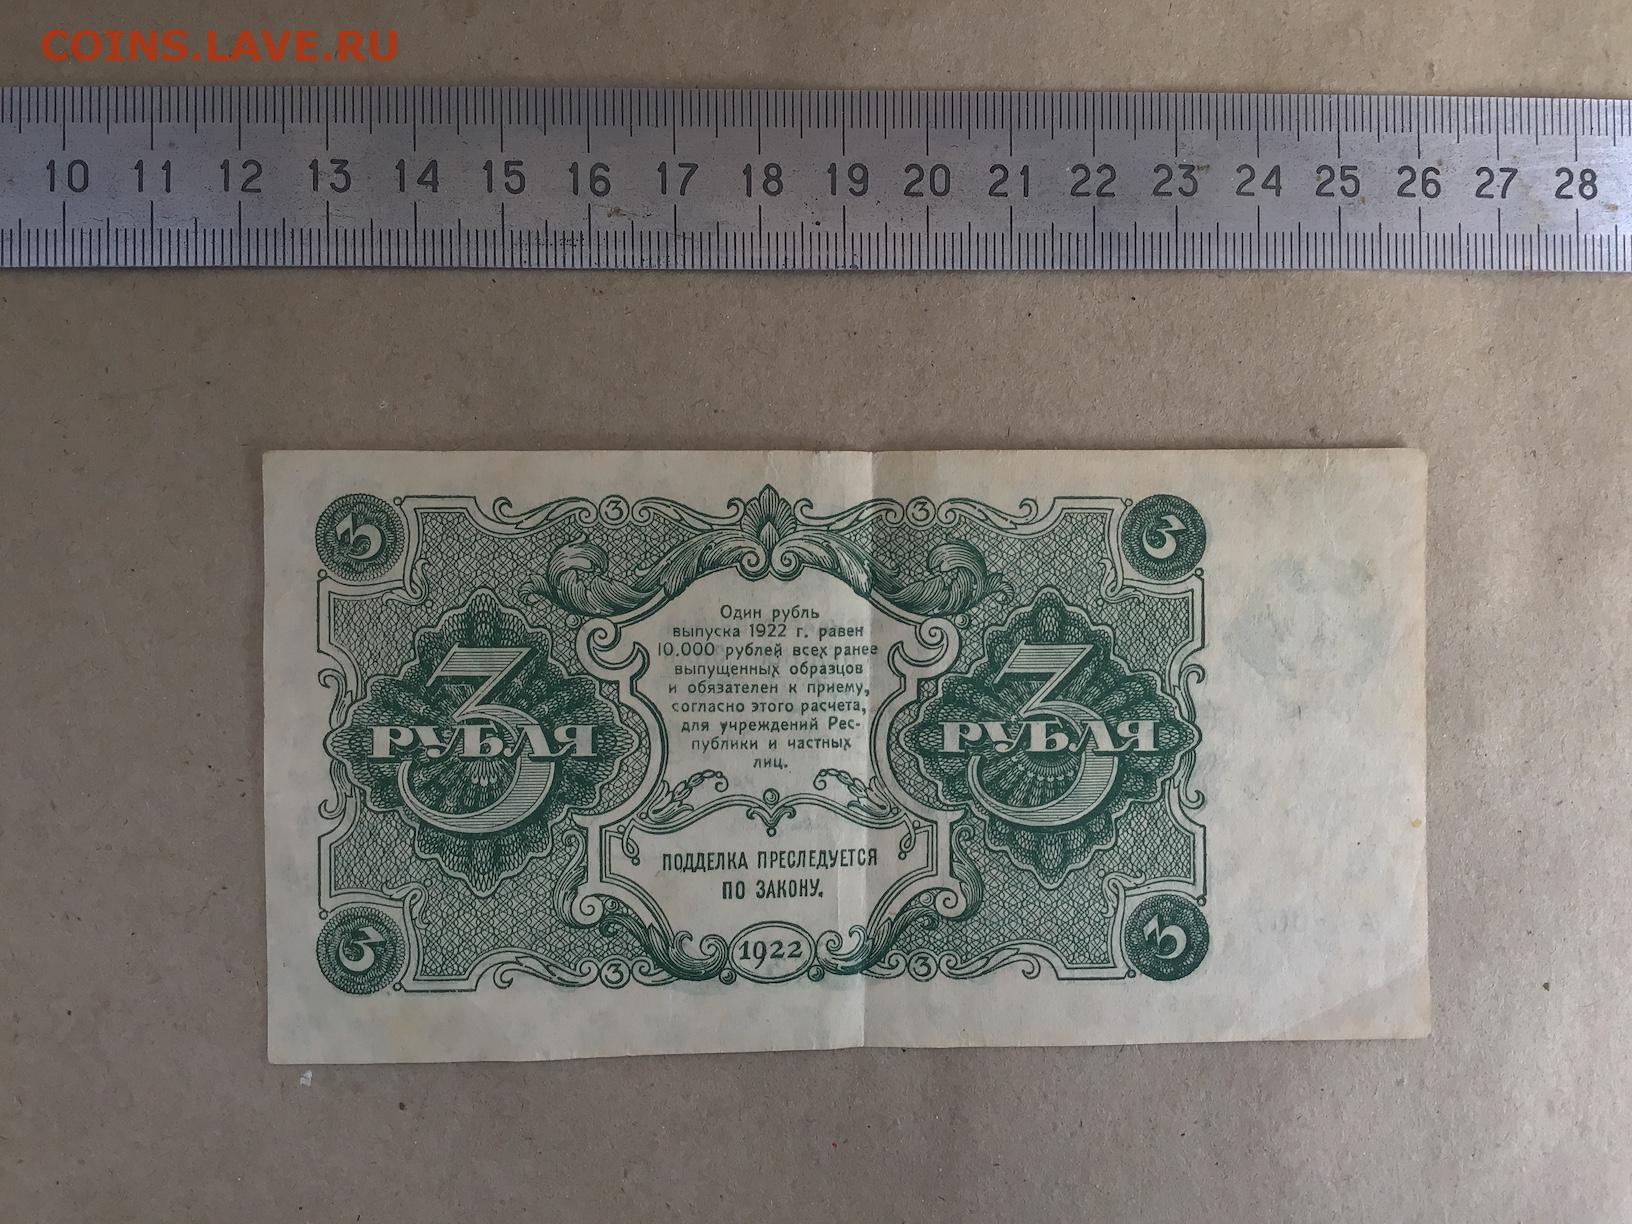 COINS.LAVE.RU
10 11 12 13 14 15 16 17 18 19 20 21 22 23 24 25 26 27 28
3 3 3 3
Один рубль
выпуска 1922 г. равен
10.000 рублей всех ранее
выпущенных образцов
и обязателен к приему,
согласно этого расчета,
для учреждений Рес-
публики и частных
лиц.
3 РУБЛЯ
3 РУБЛЯ
ПОДДЕЛКА ПРЕСЛЕДУЕТСЯ
ПО ЗАКОНУ.
3 3 1922 3 3